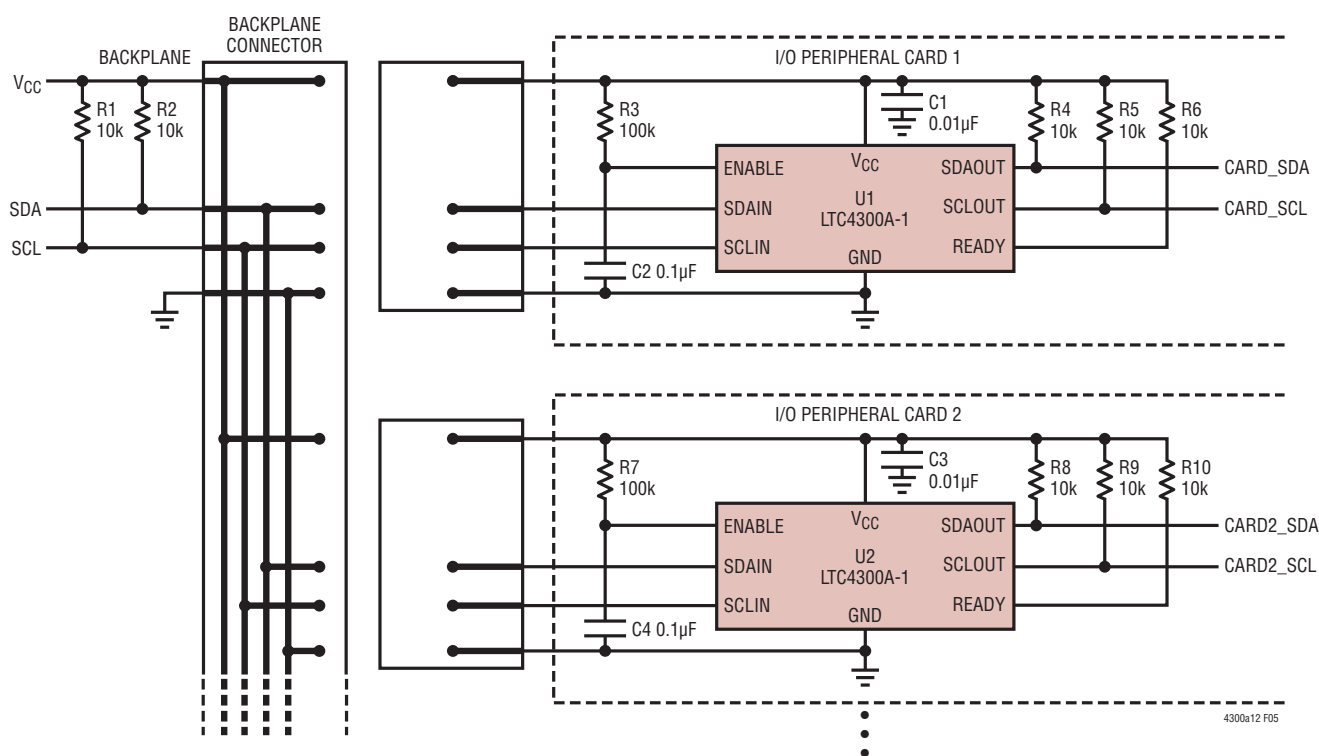 BACKPLANE
CONNECTOR
BACKPLANE
VCC
R1
10k
R2
10k
SDA
SCL
I/O PERIPHERAL CARD 1
R3
100k
C1
0.01µF
R4
10k
R5
10k
R6
10k
ENABLE
VCC
SDAOUT
CARD_SDA
SDAIN
U1
LTC4300A-1
SCLOUT
CARD_SCL
SCLIN
GND
READY
C2 0.1µF
I/O PERIPHERAL CARD 2
R7
100k
C3
0.01µF
R8
10k
R9
10k
R10
10k
ENABLE
VCC
SDAOUT
CARD2_SDA
SDAIN
U2
LTC4300A-1
SCLOUT
CARD2_SCL
SCLIN
GND
READY
C4 0.1µF
4300a12 F05